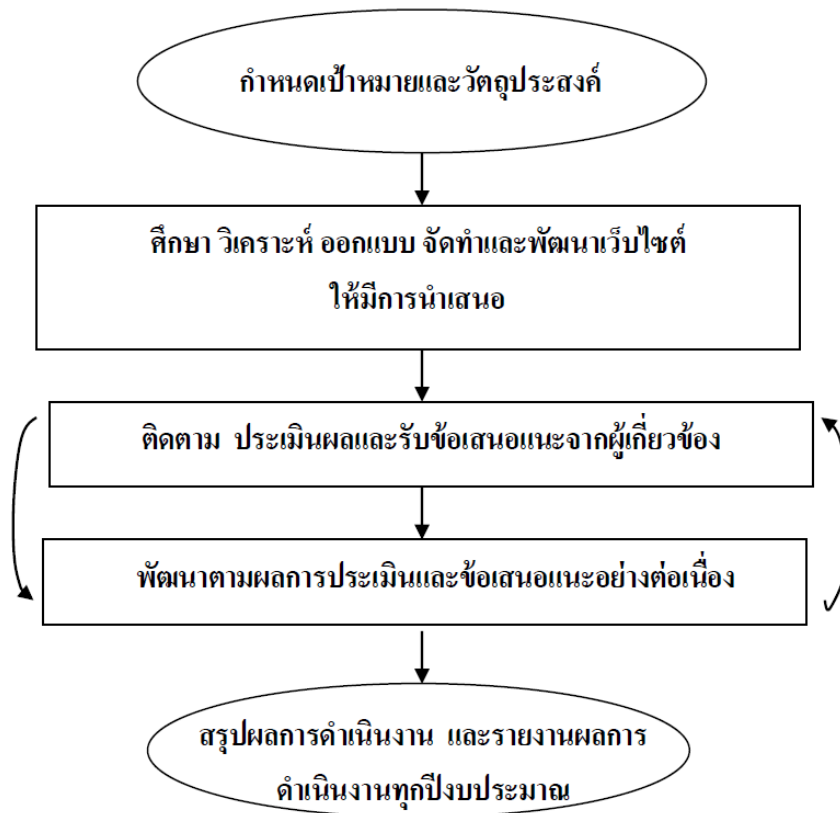 กำหนดเป้าหมายและวัตถุประสงค์
ศึกษา วิเคราะห์ ออกแบบ จัดทำและพัฒนาเว็บไซต์
ให้มีการนำเสนอ
ติดตาม ประเมินผลและรับข้อเสนอแนะจากผู้เกี่ยวข้อง
พัฒนาตามผลการประเมินและข้อเสนอแนะอย่างต่อเนื่อง
สรุปผลการดำเนินงาน และรายงานผลการ
ดำเนินงานทุกปีงบประมาณ